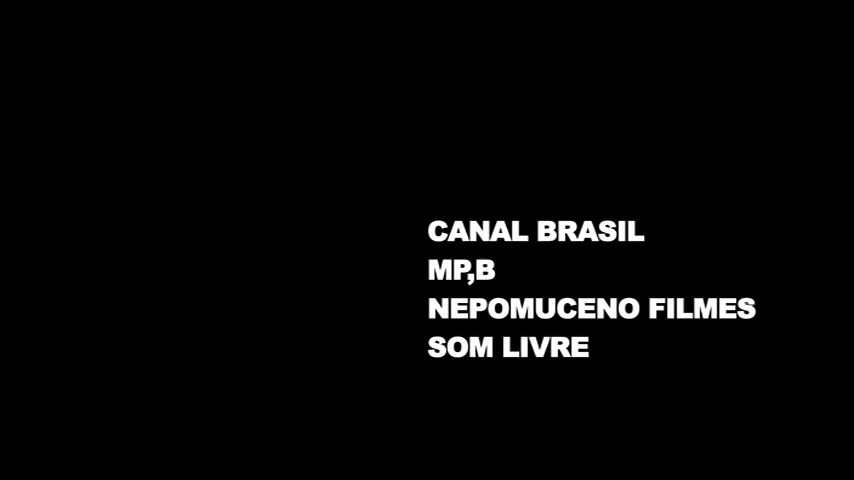 CANAL BRASIL
MP,B
NEPOMUCENO FILMES
SOM LIVRE